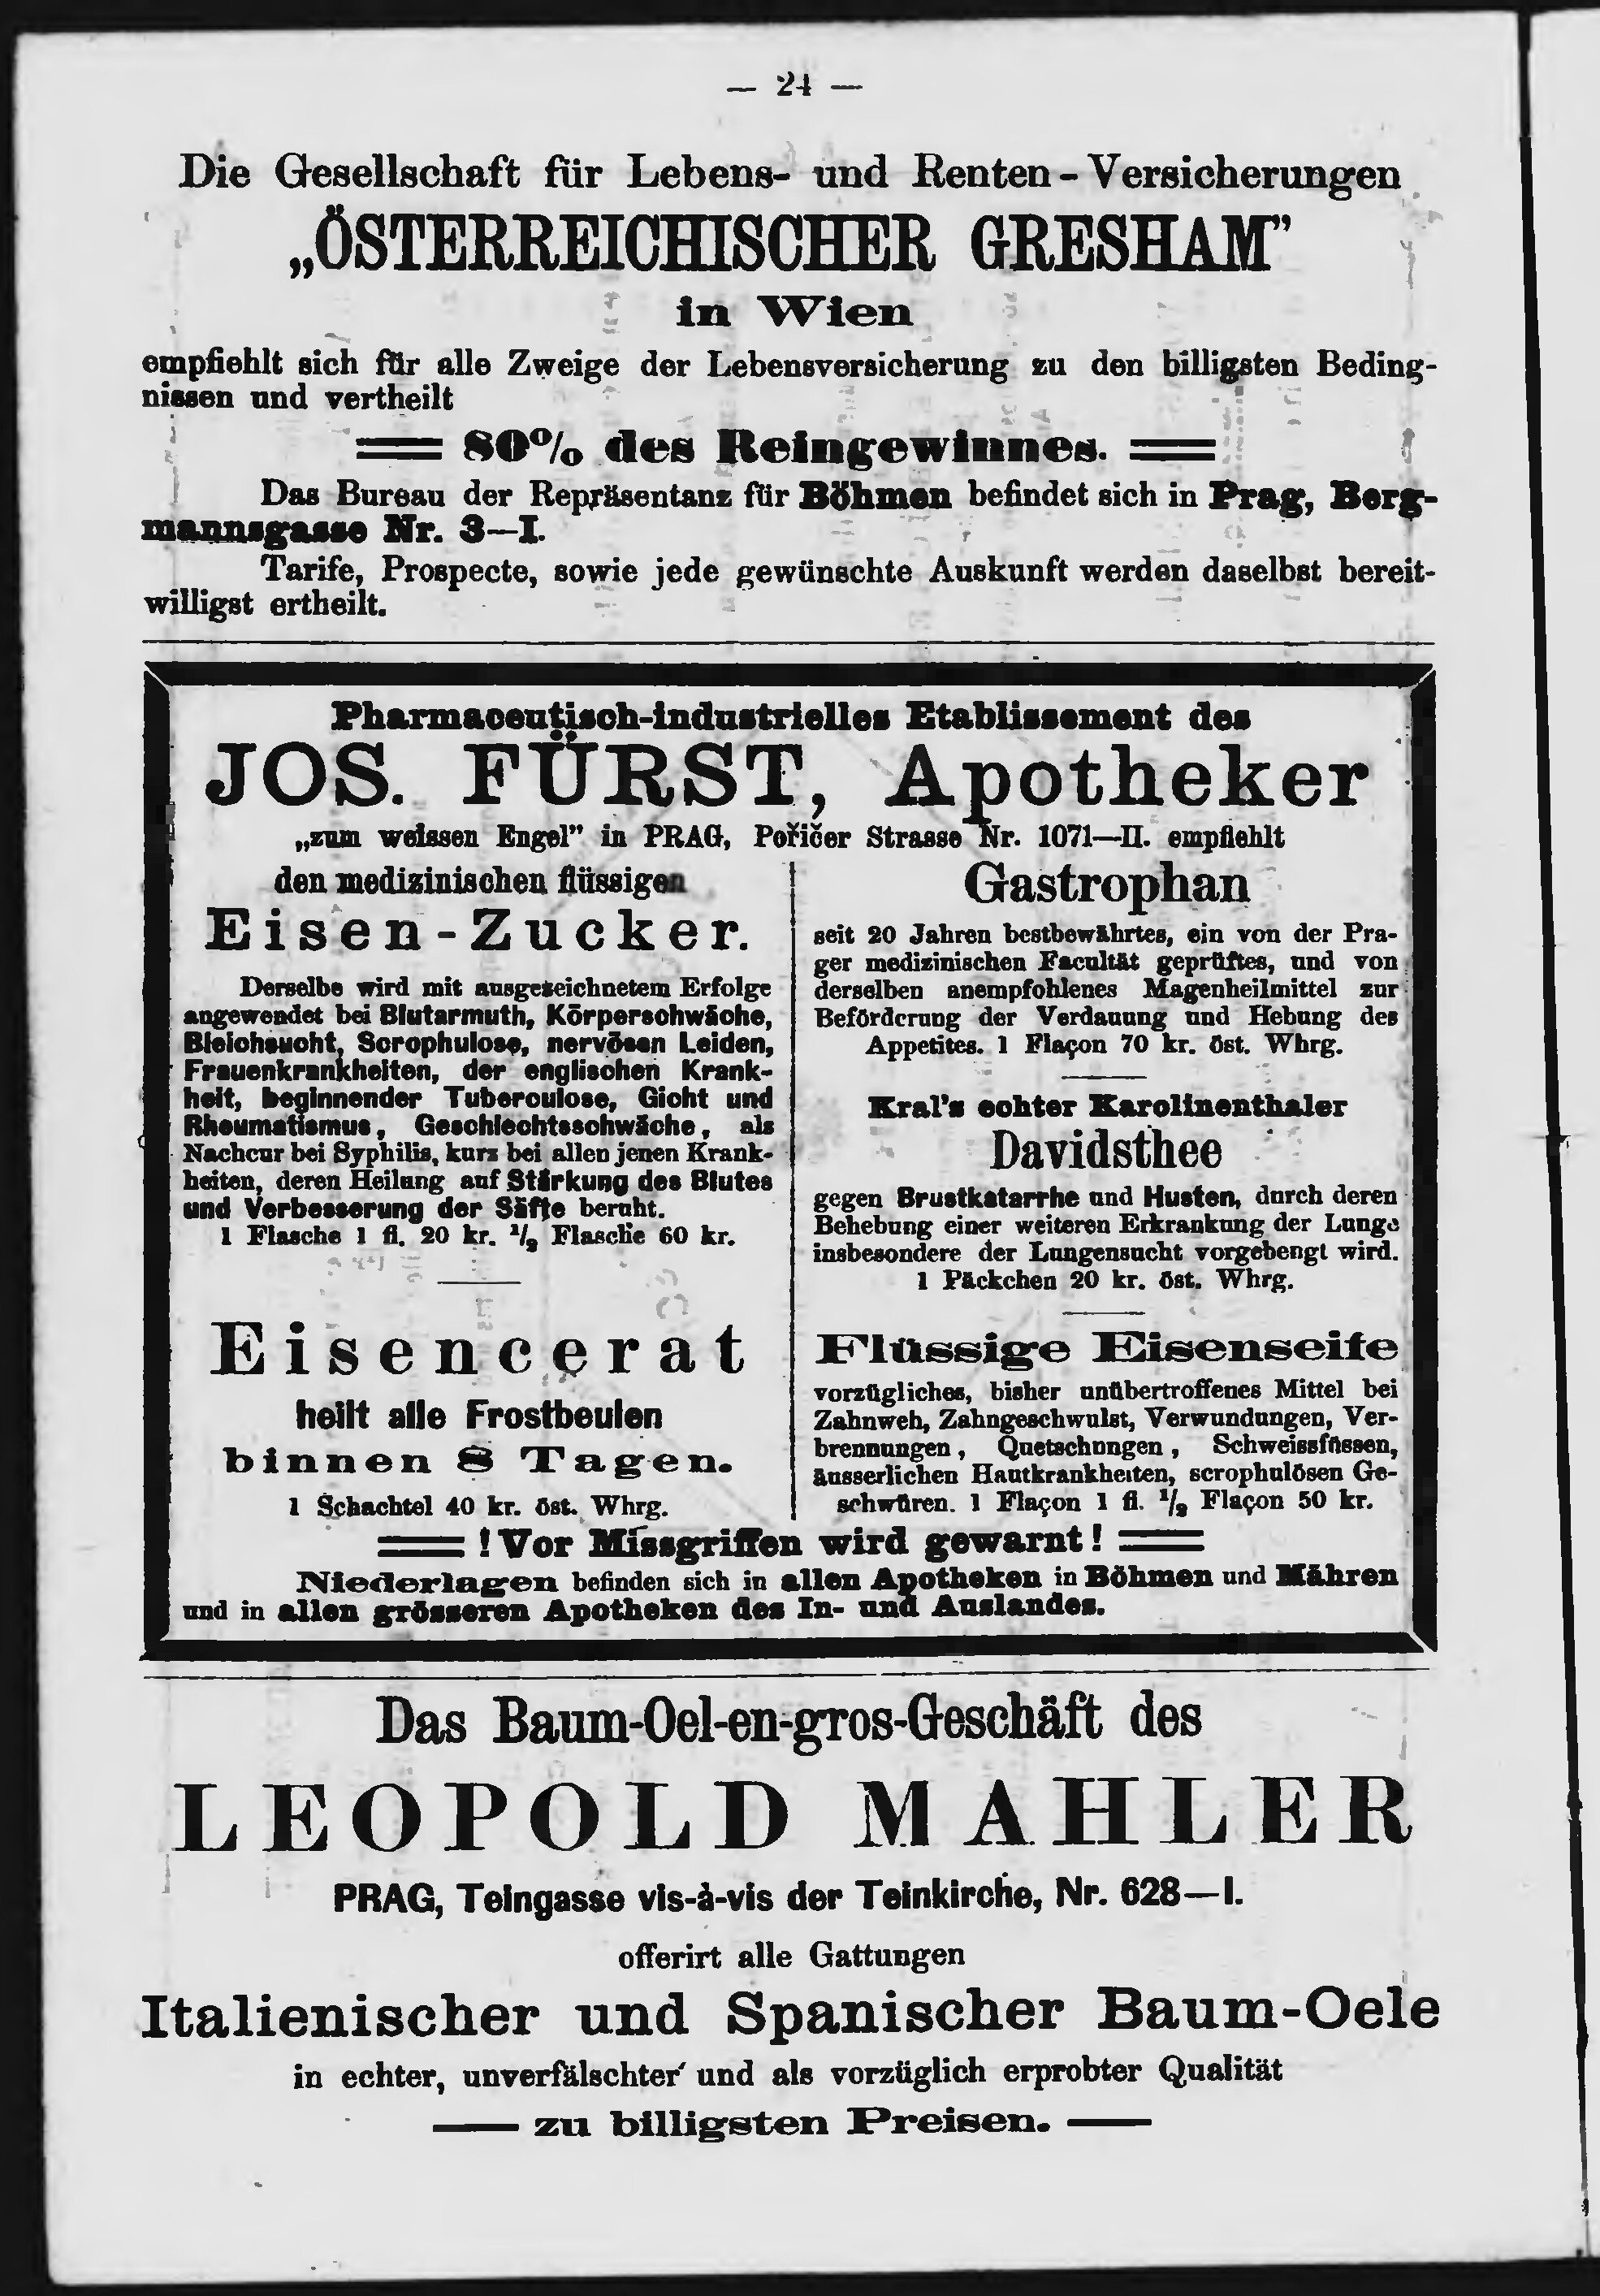 — 24 —
Die Gesellschaft für Lebens- und Renten-Versicherungen
„ÖSTERREICHISCHER GRESHAM”
in Wien
empfiehlt sich für alle Zweige der Lebensversicherung zu den billigsten Beding-
nissen und vertheilt
80% des Reingewinnes.
Das Bureau der Repräsentanz für Böhmen befindet sich in Prag, Berg-
mannsgasse Nr. 3—I.
Tarife, Prospecte, sowie jede gewünschte Auskunft werden daselbst bereit-
willigst ertheilt.
Pharmaceutisch-industrielles Etablissement des
JOS. FÜRST, Apotheker
„zum weissen Engel” in PRAG, Pořičer Strasse Nr. 1071—II. empfiehlt
den medizinischen flüssigen
Eisen-Zucker.
Derselbe wird mit ausgezeichnetem Erfolge
angewendet bei Blutarmuth, Körperschwäche,
Bleichsucht, Scrophulose, nervösen Leiden,
Frauenkrankheiten, der englischen Krank-
heit, beginnender Tuberculose, Gicht und
Rheumatismus, Geschlechtsschwäche, als
Nachcur bei Syphilis, kurz bei allen jenen Krank-
heiten, deren Heilung auf Stärkung des Blutes
und Verbesserung der Säfte beruht.
1 Flasche 1 fl. 20 kr. 1/2 Flasche 60 kr.
Eisencerat
heilt alle Frostbeulen
binnen 8 Tagen.
1 Schachtel 40 kr. öst. Whrg.
Gastrophan
seit 20 Jahren bestbewährtes, ein von der Pra-
ger medizinischen Facultät geprüftes, und von
derselben anempfohlenes Magenheilmittel zur
Beförderung der Verdauung und Hebung des
Appetites. 1 Flaçon 70 kr. öst. Whrg.
Kral's echter Karolinenthaler
Davidsthee
gegen Brustkatarrhe und Husten, durch deren
Behebung einer weiteren Erkrankung der Lunge
insbesondere der Lungensucht vorgebeugt wird.
1 Päckchen 20 kr. öst. Whrg.
Flüssige Eisenseife
vorzügliches, bisher unübertroffenes Mittel bei
Zahnweh, Zahngeschwulst, Verwundungen, Ver-
brennungen, Quetschungen, Schweissfüssen,
äusserlichen Hautkrankheiten, scrophulösen Ge-
schwüren. 1 Flaçon 1 fl. 1/2 Flaçon 50 kr.
! Vor Missgriffen wird gewarnt !
Niederlagen befinden sich in allen Apotheken in Böhmen und Mähren
und in allen grösseren Apotheken des In- und Auslandes.
Das Baum-Oel-en-gros-Geschäft des
LEOPOLD MAHLER
PRAG, Teingasse vis-à-vis der Teinkirche, Nr. 628—I.
offerirt alle Gattungen
Italienischer und Spanischer Baum-Oele
in echter, unverfälschter und als vorzüglich erprobter Qualität
— zu billigsten Preisen. —